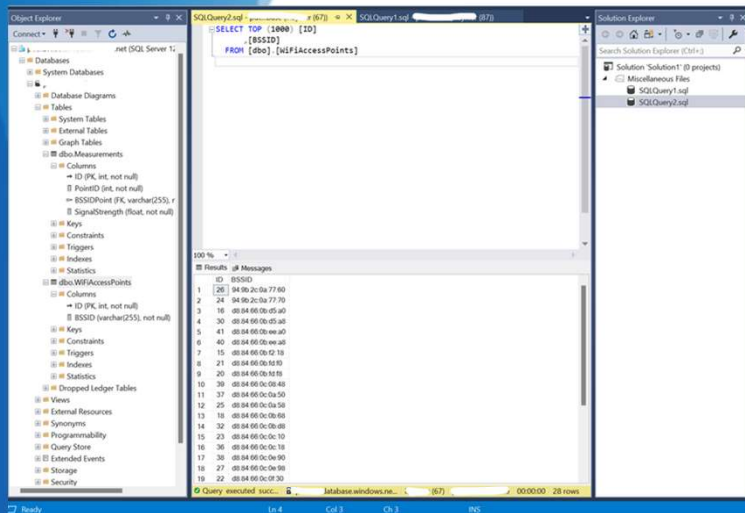 Object Explorer
Connect
.net (SQL Server 12
Databases
System Databases
Database Diagrams
Tables
System Tables
External Tables
Graph Tables
dbo.Measurements
Columns
ID (PK, int, not null)
PointID (int, not null)
BSSIDPoint (FK, varchar(255), r
SignalStrength (float, not null)
Keys
Constraints
Triggers
Indexes
Statistics
dbo.WiFiAccessPoints
Columns
ID (PK, int, not null)
BSSID (varchar(255), not null)
Keys
Constraints
Triggers
Indexes
Statistics
Dropped Ledger Tables
Views
External Resources
Synonyms
Programmability
Query Store
Extended Events
Storage
Security
SQLQuery2.sql - (67))
SQLQuery1.sql (87))
SELECT TOP (1000) [ID]
,[BSSID]
FROM [dbo].[WiFiAccessPoints]
100 %
Results Messages
ID BSSID
1 26 94:9b:2c:0a:77:60
2 24 94:9b:2c:0a:77:70
3 16 d8:84:66:0b:d5:a0
4 30 d8:84:66:0b:d5:a8
5 41 d8:84:66:0b:ee:a0
6 40 d8:84:66:0b:ee:a8
7 15 d8:84:66:0b:f2:18
8 21 d8:84:66:0b:fd:f0
9 20 d8:84:66:0b:fd:f8
10 39 d8:84:66:0c:08:48
11 37 d8:84:66:0c:0a:50
12 25 d8:84:66:0c:0a:58
13 18 d8:84:66:0c:0b:68
14 32 d8:84:66:0c:0b:d8
15 23 d8:84:66:0c:0c:10
16 36 d8:84:66:0c:0c:18
17 38 d8:84:66:0c:0e:90
18 27 d8:84:66:0c:0e:98
19 22 d8:84:66:0c:0f:30
Query executed succ... latabase.windows.ne... (67) 00:00:00 28 rows
Solution Explorer
Search Solution Explorer (Ctrl+;)
Solution 'Solution1' (0 projects)
Miscellaneous Files
SQLQuery1.sql
SQLQuery2.sql
Ready Ln 4 Col 3 Ch 3 INS